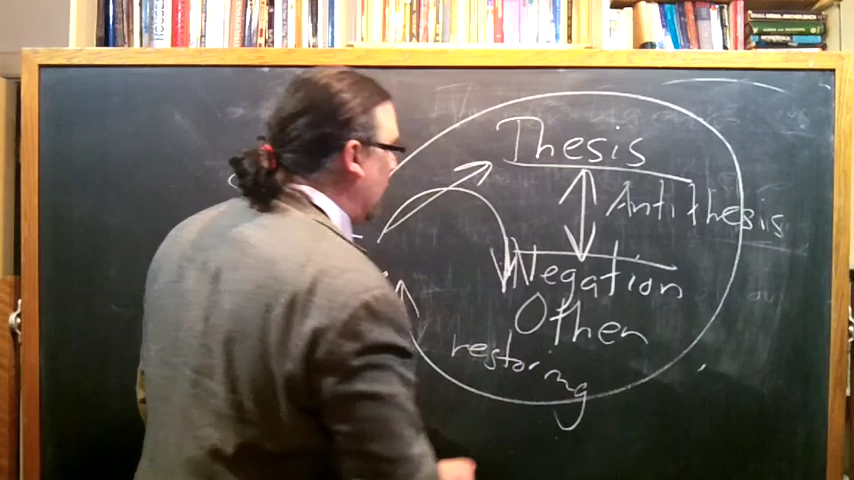 Thesis
Antithesis
Negation
Other
restoring